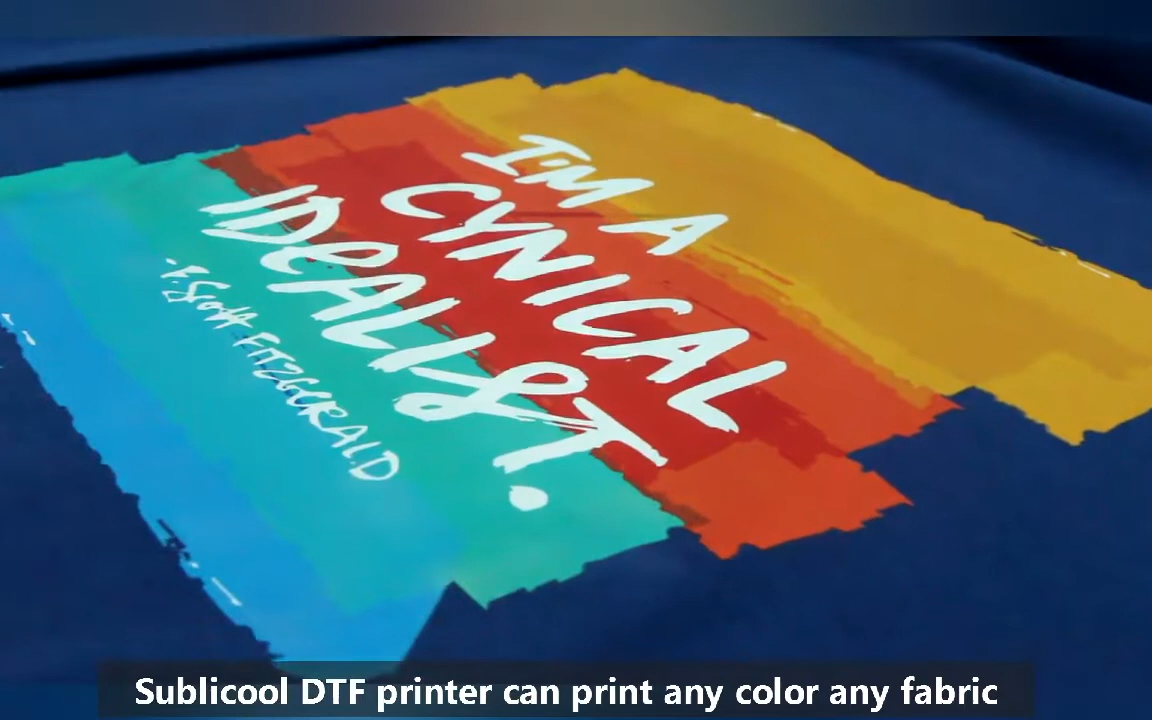 I'M A
CYNICAL
IDEALIST.
-F. Scott FITZGERALD
Sublicool DTF printer can print any color any fabric